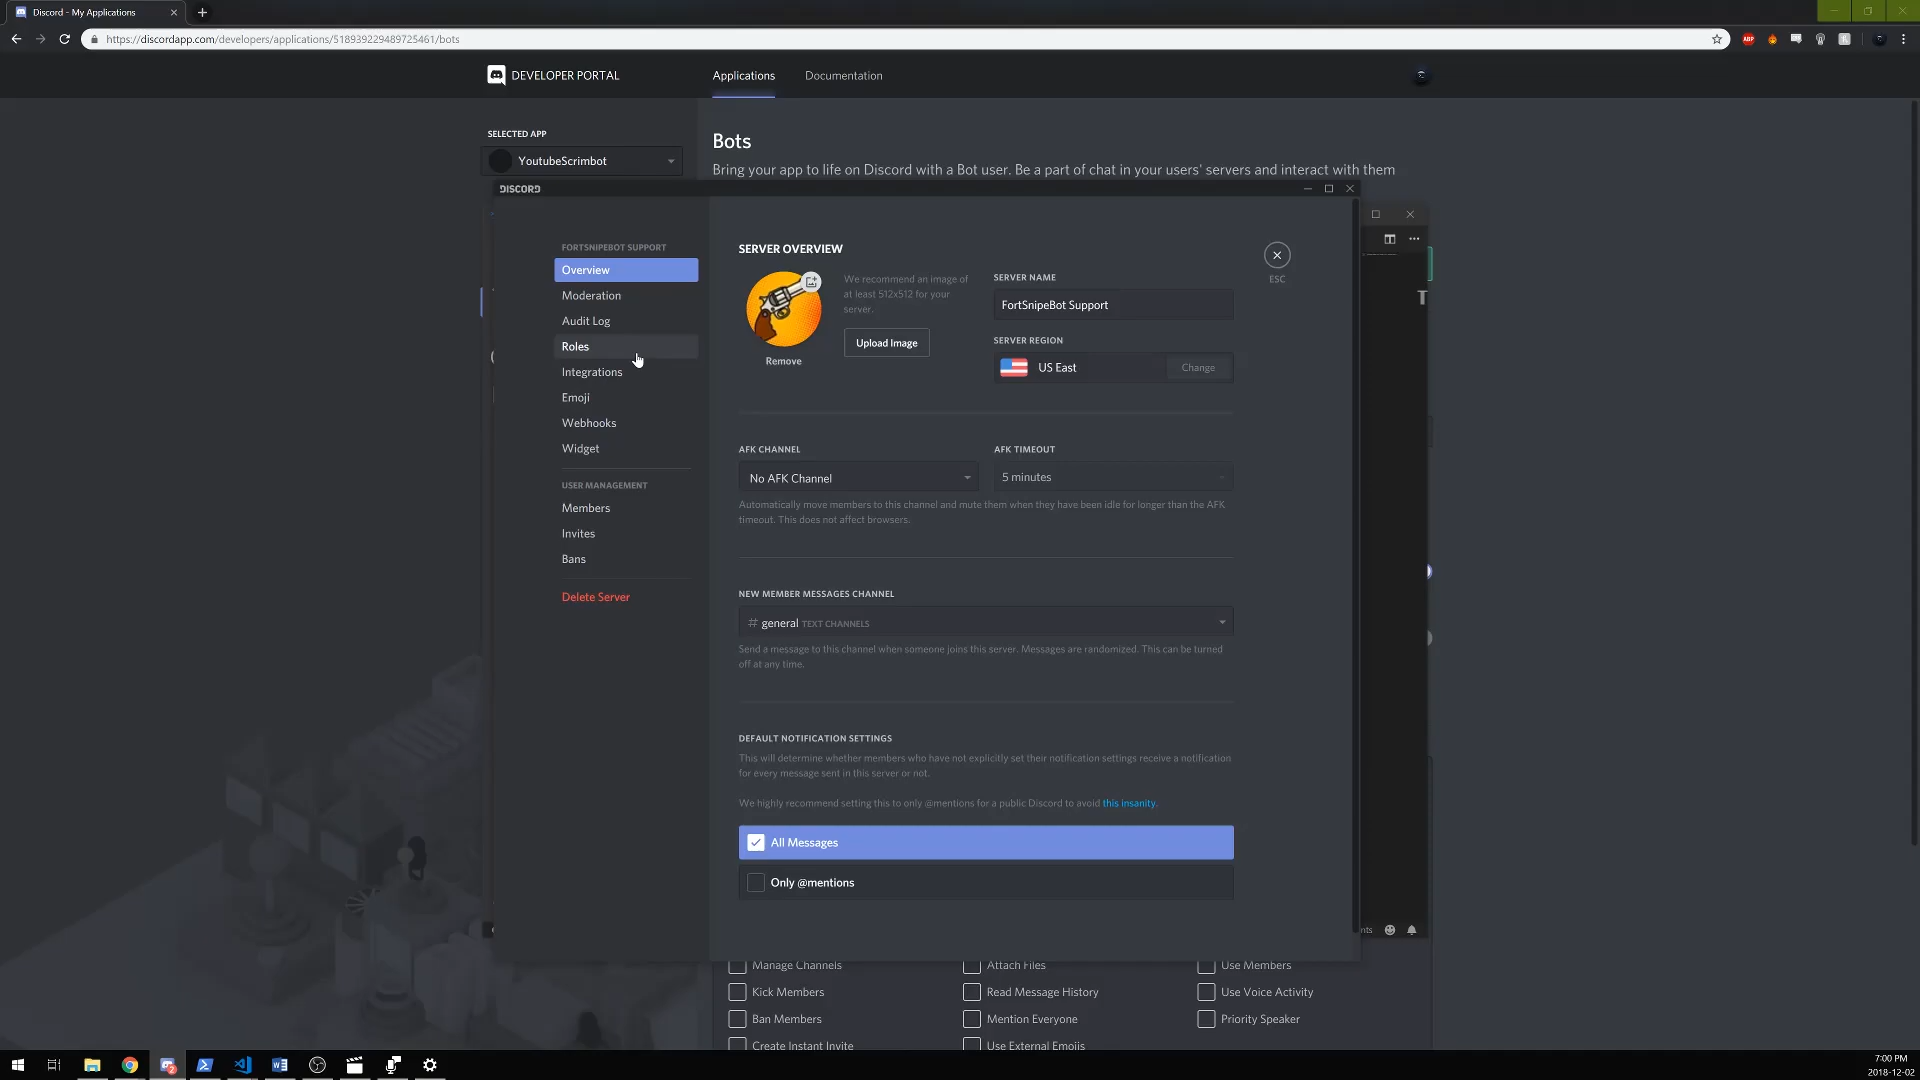 Discord - My Applications
https://discordapp.com/developers/applications/518939229489725461/bots
ABP
DEVELOPER PORTAL
Applications
Documentation
SELECTED APP
YoutubeScrimbot
Bots
Bring your app to life on Discord with a Bot user. Be a part of chat in your users' servers and interact with them
DISCORD
FORTSNIPEBOT SUPPORT
Overview
Moderation
Audit Log
Roles
Integrations
Emoji
Webhooks
Widget
USER MANAGEMENT
Members
Invites
Bans
Delete Server
SERVER OVERVIEW
We recommend an image of
at least 512x512 for your
server.
Upload Image
Remove
SERVER NAME
FortSnipeBot Support
SERVER REGION
US East
Change
ESC
AFK CHANNEL
No AFK Channel
AFK TIMEOUT
5 minutes
Automatically move members to this channel and mute them when they have been idle for longer than the AFK
timeout. This does not affect browsers.
NEW MEMBER MESSAGES CHANNEL
# general TEXT CHANNELS
Send a message to this channel when someone joins this server. Messages are randomized. This can be turned
off at any time.
DEFAULT NOTIFICATION SETTINGS
This will determine whether members who have not explicitly set their notification settings receive a notification
for every message sent in this server or not.
We highly recommend setting this to only @mentions for a public Discord to avoid this insanity.
All Messages
Only @mentions
T
nts
Manage Channels
Attach Files
Use Members
Kick Members
Read Message History
Use Voice Activity
Ban Members
Mention Everyone
Priority Speaker
Create Instant Invite
Use External Emojis
2
7:00 PM
2018-12-02